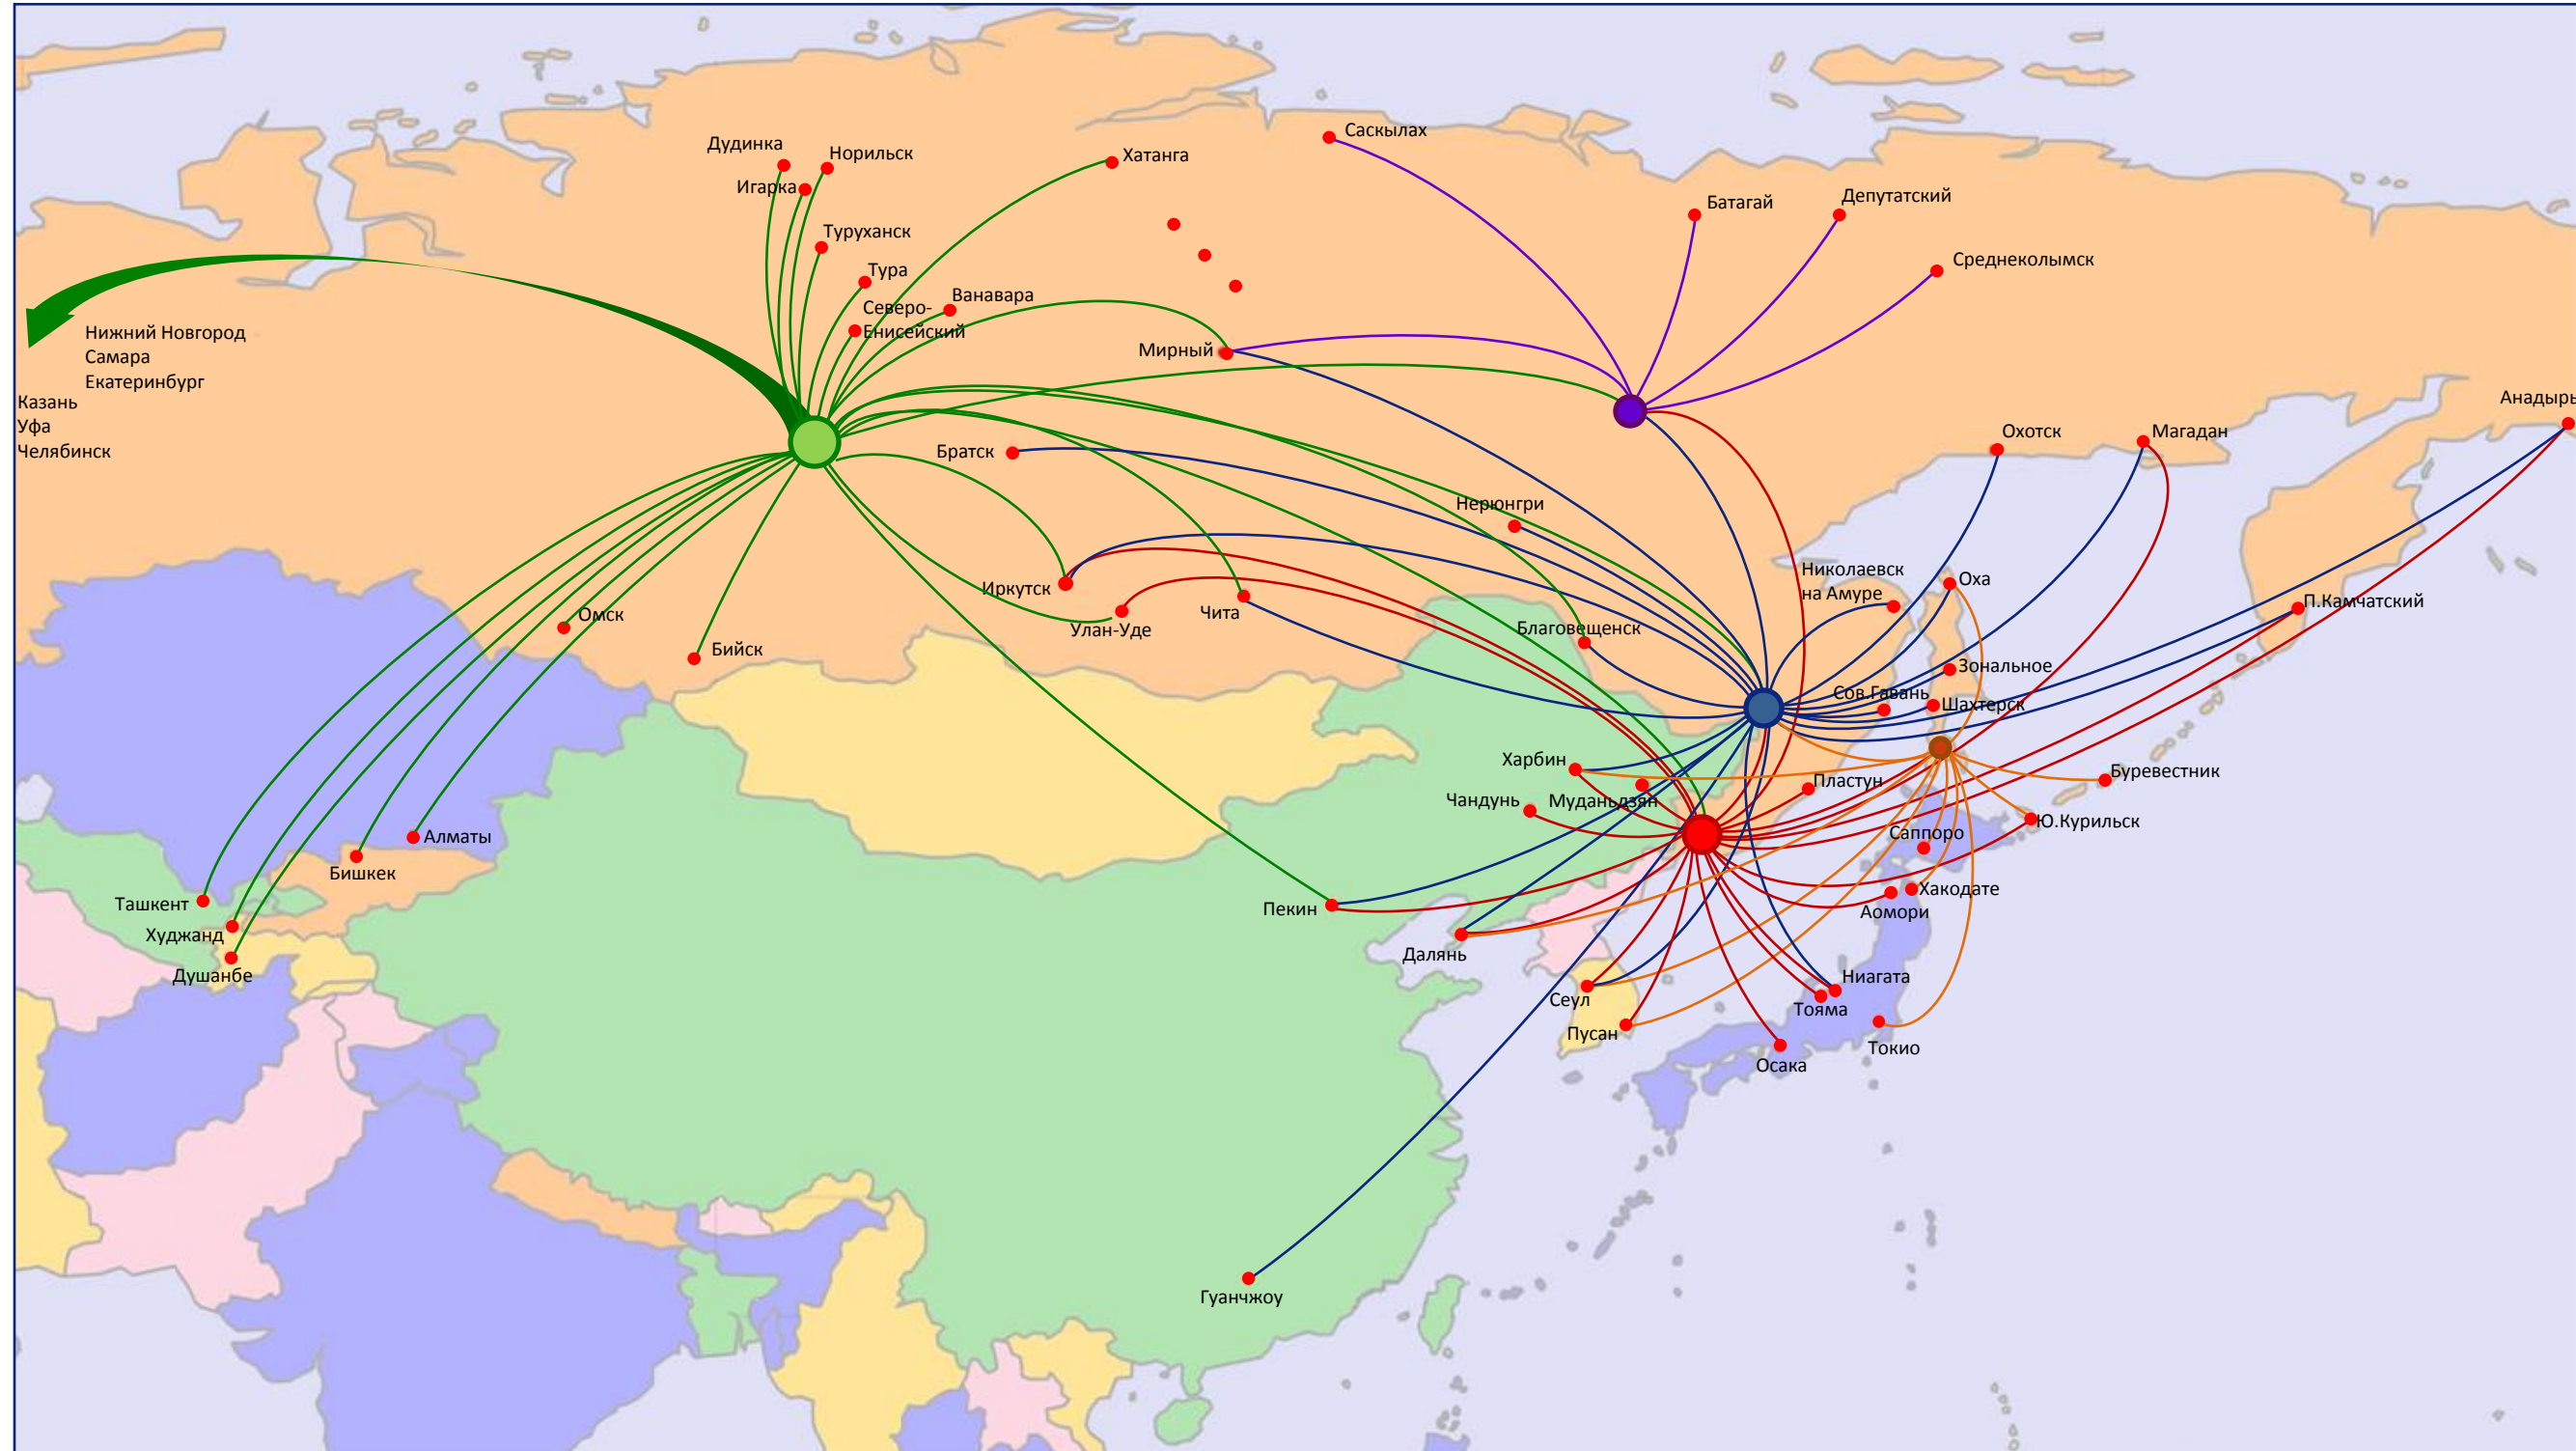 Саскылах
Дудинка
Норильск
Хатанга
Игарка
Батагай
Депутатский
Туруханск
Среднеколымск
Тура
Ванавара
Северо-
Енисейский
Нижний Новгород
Самара
Екатеринбург
Мирный
Казань
Уфа
Челябинск
Анадырь
Братск
Охотск
Магадан
Нерюнгри
Николаевск
на Амуре
Оха
Иркутск
П.Камчатский
Омск
Улан-Уде
Чита
Благовещенск
Бийск
Зональное
Сов.Гавань
Шахтерск
Харбин
Пластун
Буревестник
Чандунь
Муданьдзян
Ю.Курильск
Алматы
Саппоро
Бишкек
Хакодате
Ташкент
Пекин
Аомори
Худжанд
Далянь
Душанбе
Ниагата
Сеул
Тояма
Пусан
Токио
Осака
Гуанчжоу